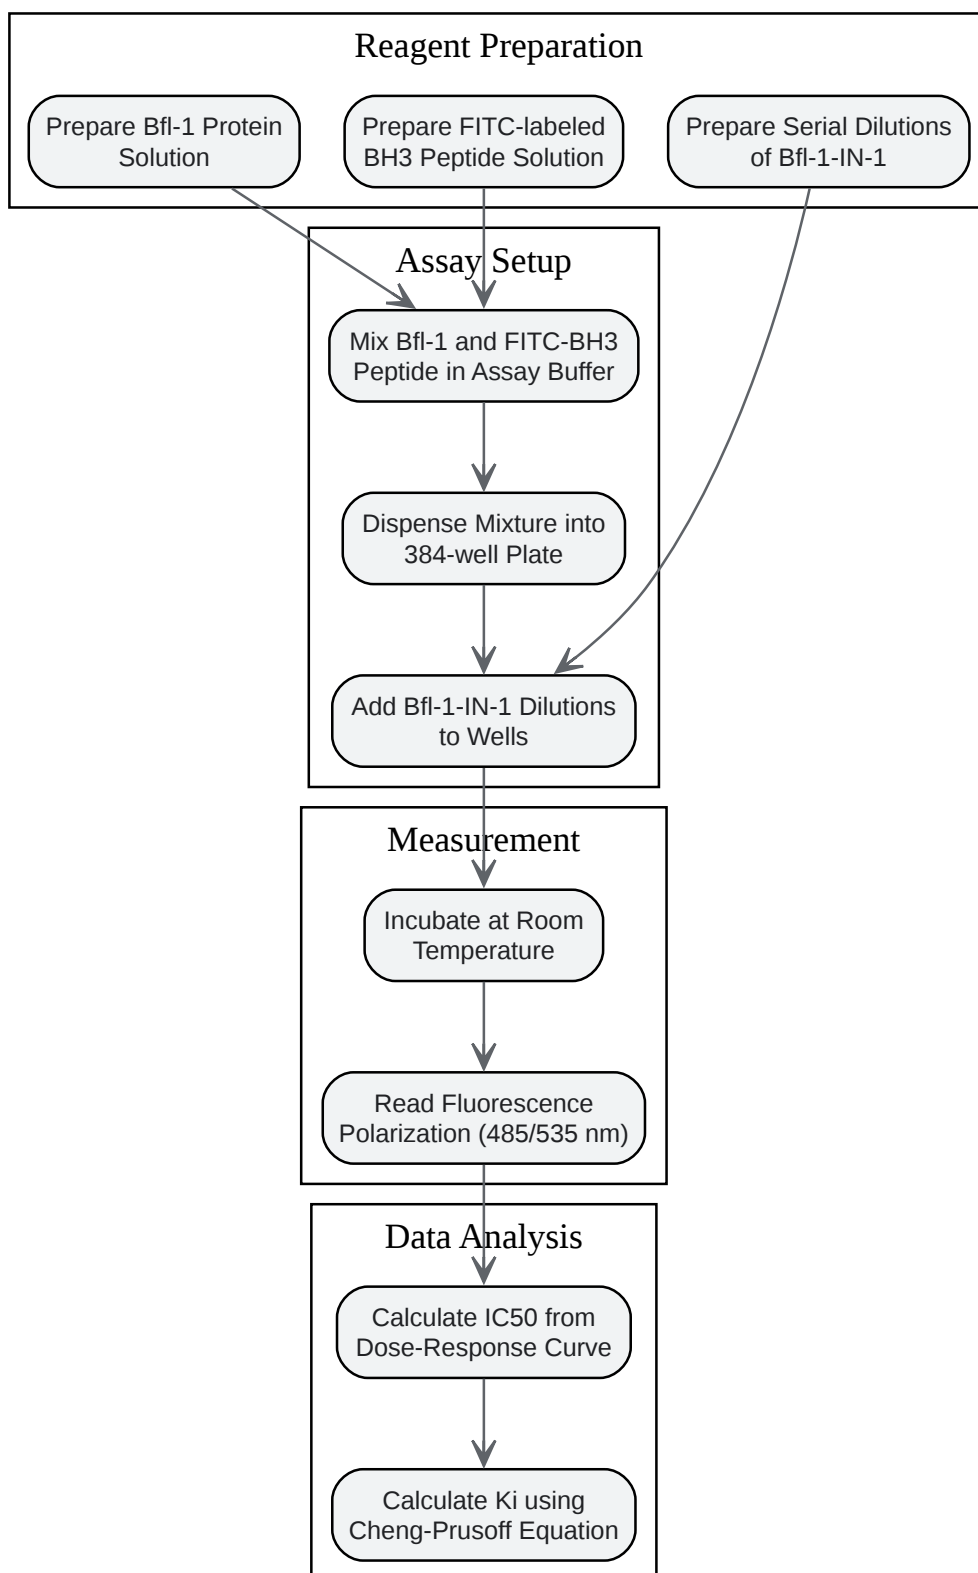 Reagent Preparation
Prepare Bfl-1 Protein
Solution
Prepare FITC-labeled
BH3 Peptide Solution
Prepare Serial Dilutions
of Bfl-1-IN-1
Assay Setup
Mix Bfl-1 and FITC-BH3
Peptide in Assay Buffer
Dispense Mixture into
384-well Plate
Add Bfl-1-IN-1 Dilutions
to Wells
Measurement
Incubate at Room
Temperature
Read Fluorescence
Polarization (485/535 nm)
Data Analysis
Calculate IC50 from
Dose-Response Curve
Calculate Ki using
Cheng-Prusoff Equation